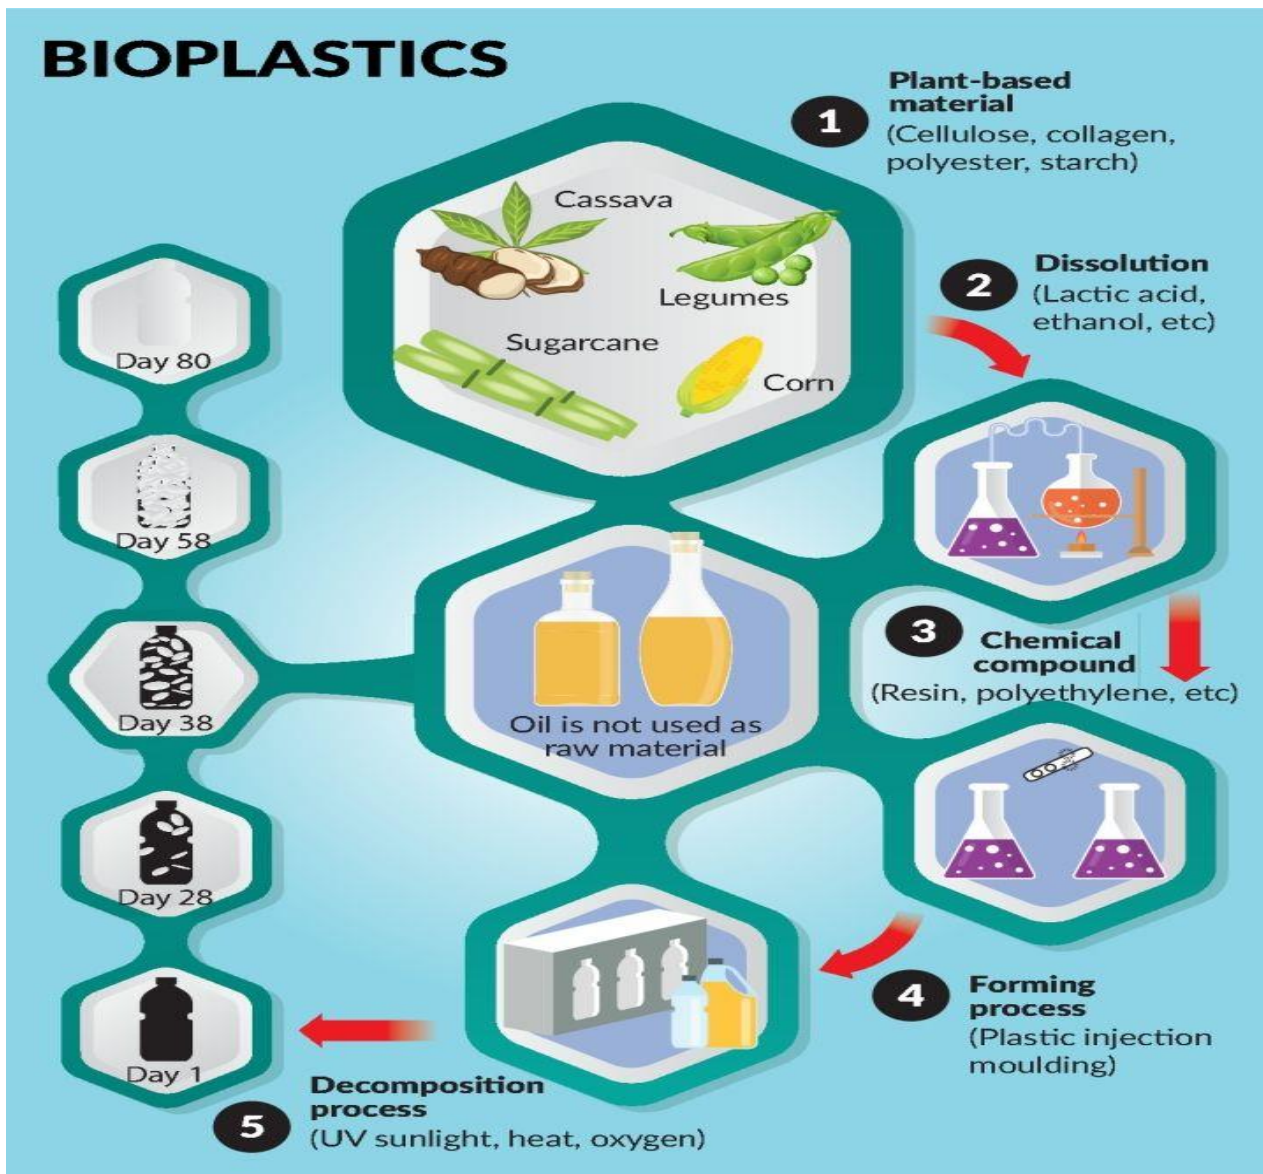 BIOPLASTICS
1
Plant-based
material
(Cellulose, collagen,
polyester, starch)
Cassava
Legumes
Sugarcane
Corn
2
Dissolution
(Lactic acid,
ethanol, etc)
3
Chemical
compound
(Resin, polyethylene, etc)
Oil is not used as
raw material
4
Forming
process
(Plastic injection
moulding)
5
Decomposition
process
(UV sunlight, heat, oxygen)
Day 80
Day 58
Day 38
Day 28
Day 1